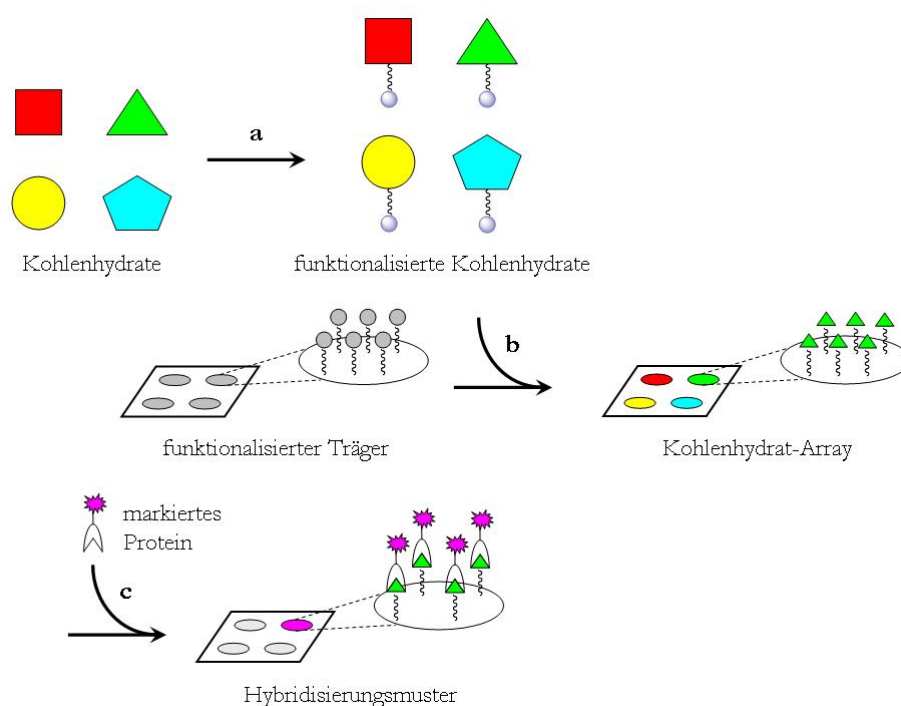 a
Kohlenhydrate
funktionalisierte Kohlenhydrate
b
funktionalisierter Träger
Kohlenhydrat-Array
markiertes
Protein
c
Hybridisierungsmuster